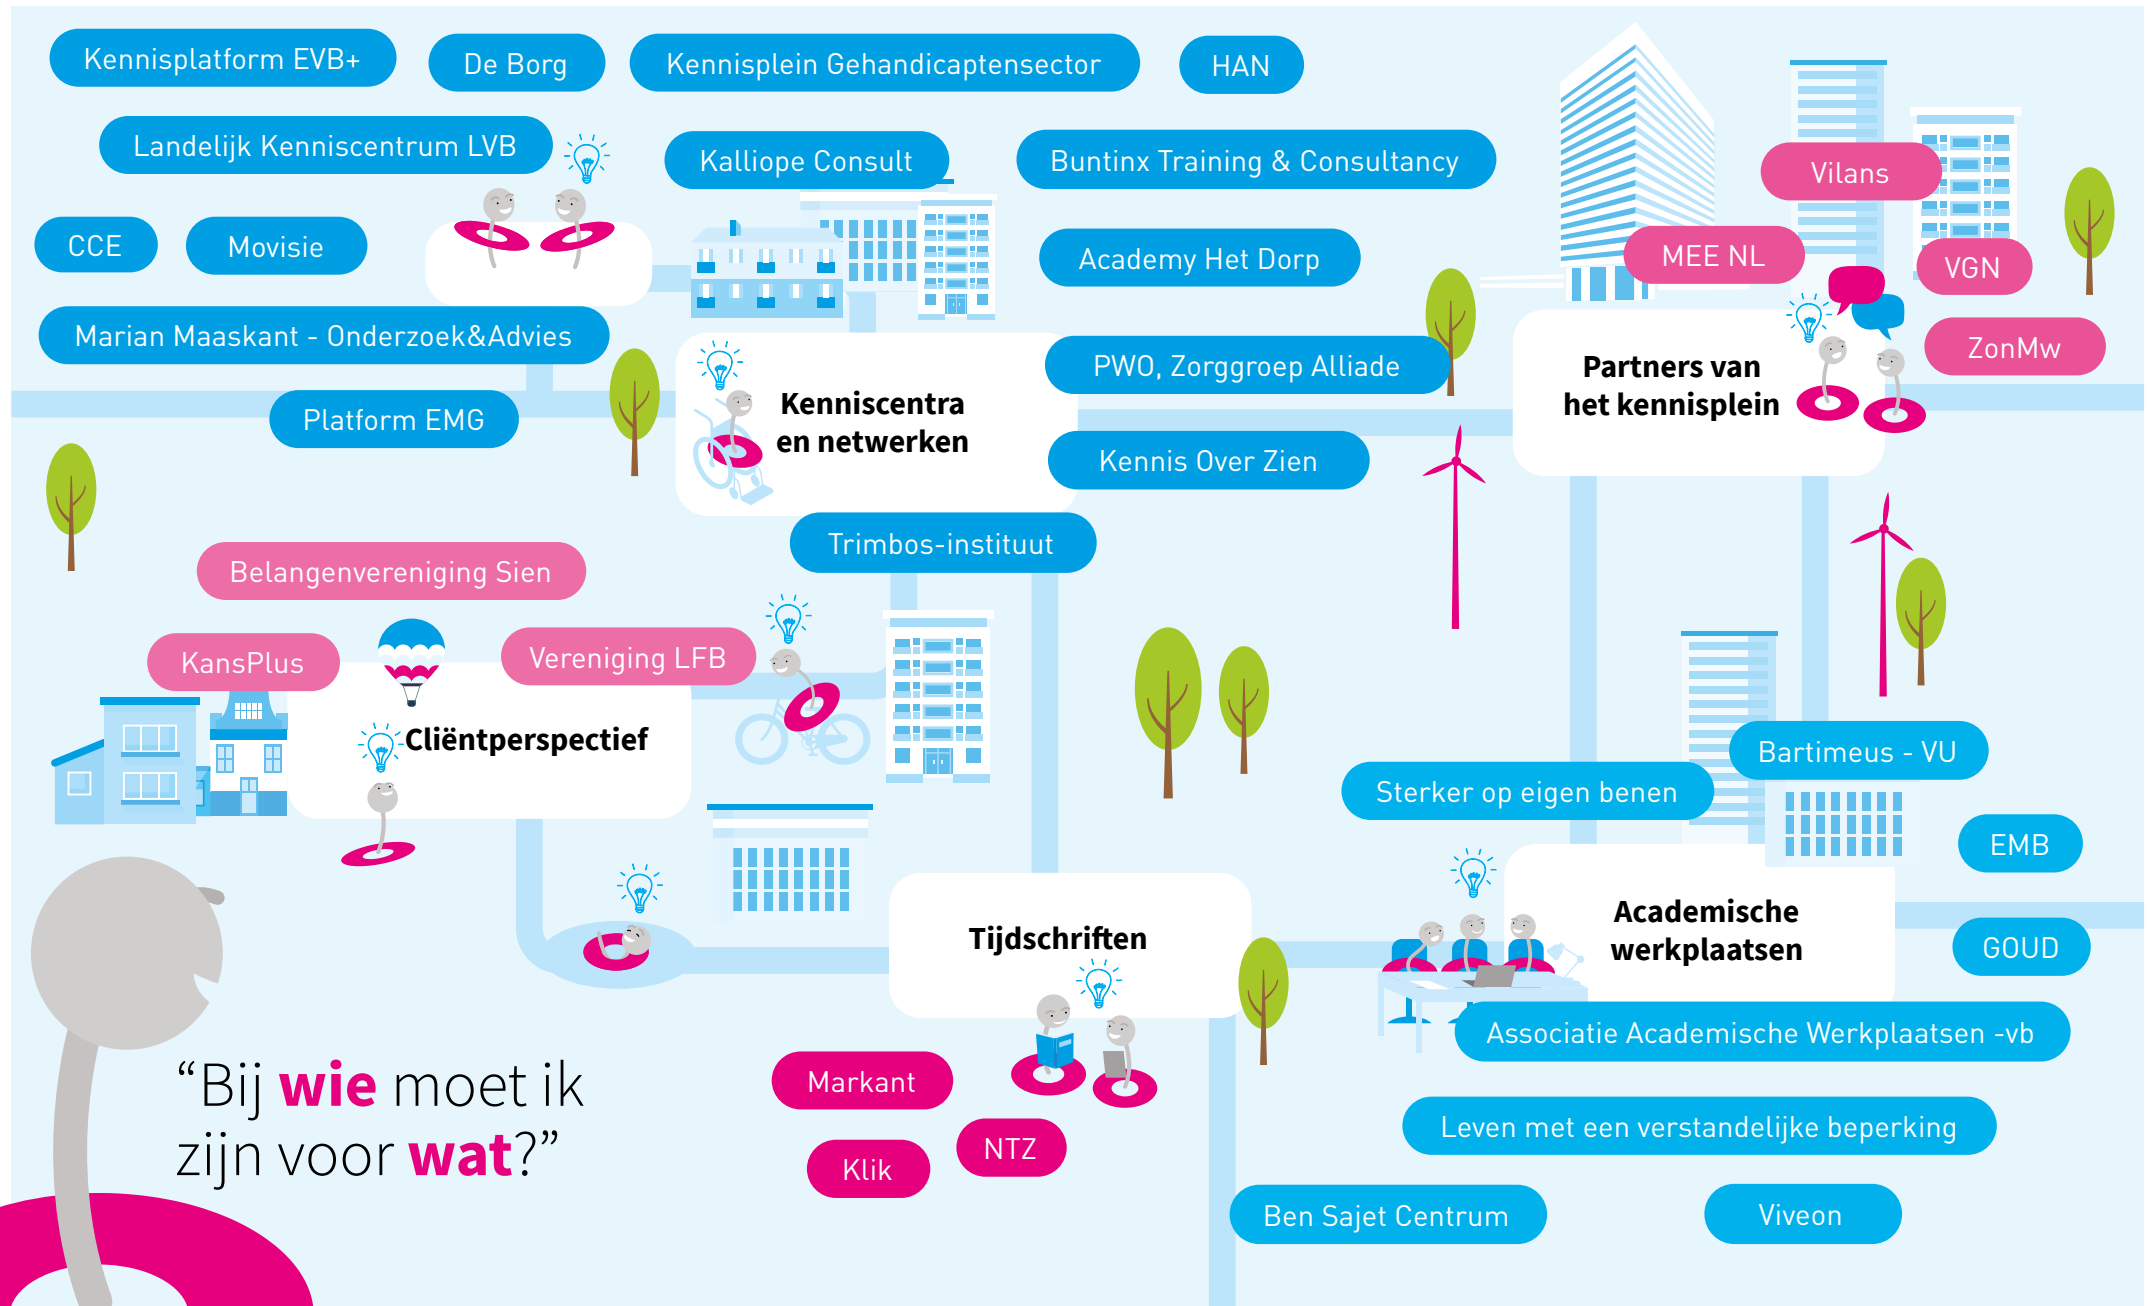 Kennisplatform EVB+
De Borg
Kennisplein Gehandicaptensector
HAN
Landelijk Kenniscentrum LVB
Kalliope Consult
Buntinx Training & Consultancy
Vilans
CCE
Movisie
Academy Het Dorp
MEE NL
VGN
Marian Maaskant - Onderzoek&Advies
PWO, Zorggroep Alliade
ZonMw
Partners van
het kennisplein
Platform EMG
Kenniscentra
en netwerken
Kennis Over Zien
Trimbos-instituut
Belangenvereniging Sien
KansPlus
Vereniging LFB
Cliëntperspectief
Bartimeus - VU
Sterker op eigen benen
EMB
Academische
werkplaatsen
GOUD
Tijdschriften
Associatie Academische Werkplaatsen -vb
Markant
NTZ
Klik
Leven met een verstandelijke beperking
Ben Sajet Centrum
Viveon
“Bij wie moet ik
zijn voor wat?”